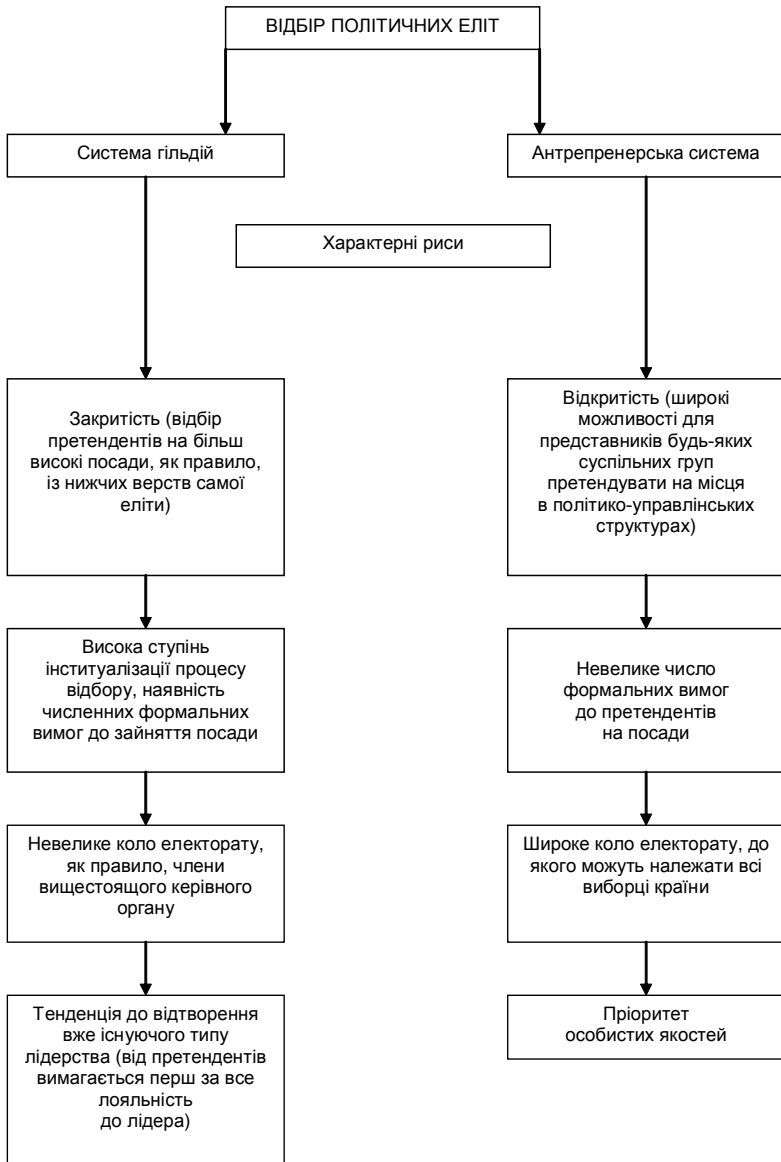 ВІДБІР ПОЛІТИЧНИХ ЕЛІТ
Система гільдій
Антрепренерська система
Характерні риси
Закритість (відбір
претендентів на більш
високі посади, як правило,
із нижчих верств самої
еліти)
Відкритість (широкі
можливості для
представників будь-яких
суспільних груп
претендувати на місця
в політико-управлінських
структурах)
Висока ступінь
інституалізації процесу
відбору, наявність
численних формальних
вимог до зайняття посади
Невелике число
формальних вимог
до претендентів
на посади
Невелике коло електорату,
як правило, члени
вищестоящого керівного
органу
Широке коло електорату, до
якого можуть належати всі
виборці країни
Тенденція до відтворення
вже існуючого типу
лідерства (від претендентів
вимагається перш за все
лояльність
до лідера)
Пріоритет
особистих якостей